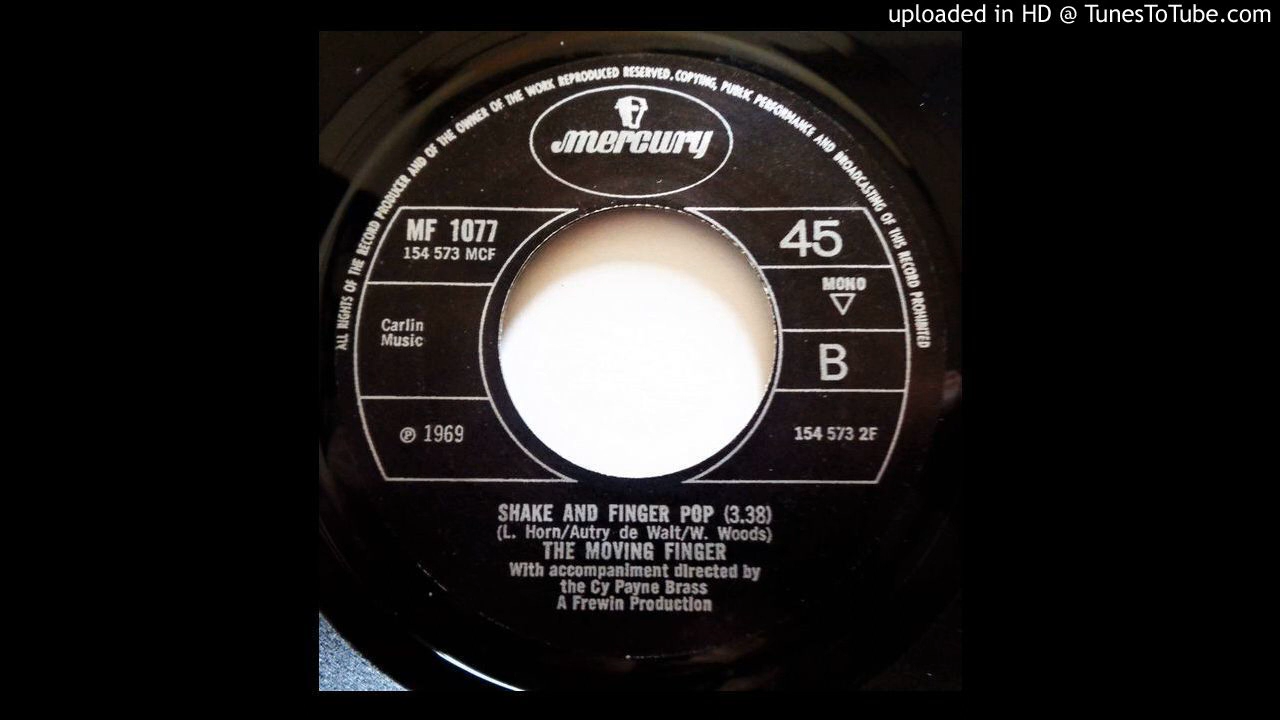 uploaded in HD @ TunesToTube.com
ALL RIGHTS OF THE RECORD PRODUCER AND OF THE OWNER OF THE WORK REPRODUCED RESERVED. COPYING, PUBLIC PERFORMANCE AND BROADCASTING OF THIS RECORD PROHIBITED
mercury
MF 1077
154 573 MCF
45
MONO
Carlin
Music
B
℗ 1969
154 573 2F
SHAKE AND FINGER POP (3.38)
(L. Horn/Autry de Walt/W. Woods)
THE MOVING FINGER
With accompaniment directed by
the Cy Payne Brass
A Frewin Production